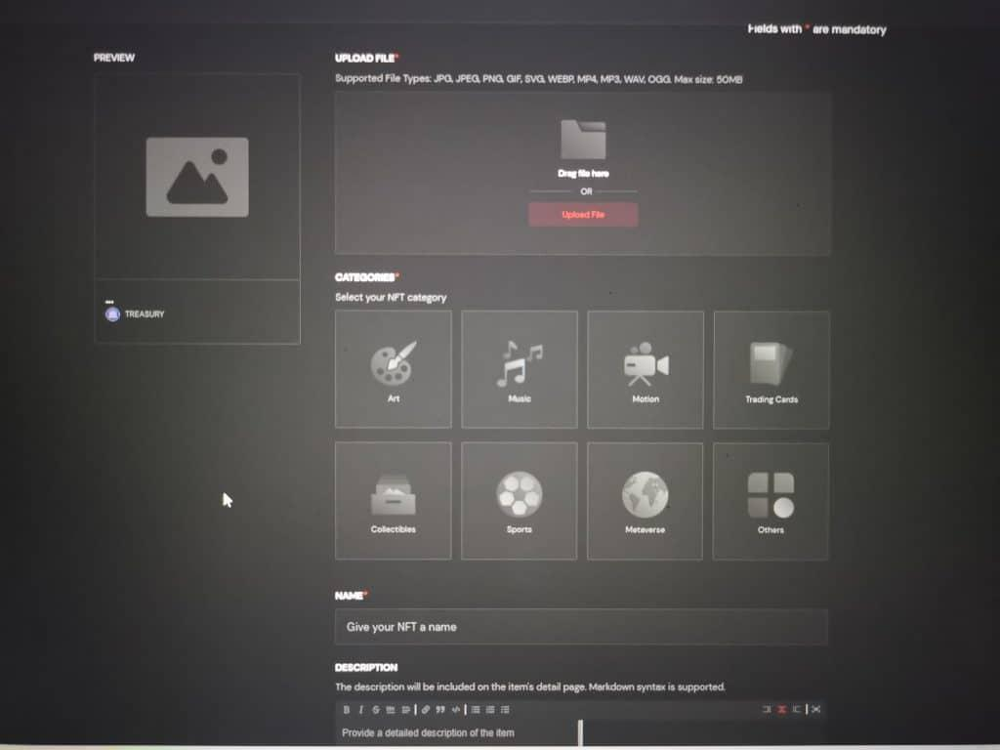 Fields with * are mandatory
PREVIEW
UPLOAD FILE*
Supported File Types: JPG, JPEG, PNG, GIF, SVG, WEBP, MP4, MP3, WAV, OGG. Max size: 50MB
Drag file here
OR
Upload File
CATEGORIES*
Select your NFT category
...
TREASURY
Art
Music
Motion
Trading Cards
Collectibles
Sports
Metaverse
Others
NAME*
Give your NFT a name
DESCRIPTION
The description will be included on the item's detail page. Markdown syntax is supported.
B I S
Provide a detailed description of the item